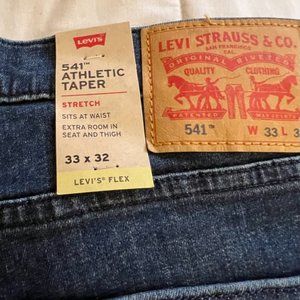 Levi's
541™
ATHLETIC
TAPER
STRETCH
SITS AT WAIST
EXTRA ROOM IN
SEAT AND THIGH
33 x 32
LEVI'S® FLEX
LEVI STRAUSS & CO.
SAN FRANCISCO
CAL.
ORIGINAL RIVETED
QUALITY CLOTHING
PATENTED
541™ W 33 L 3